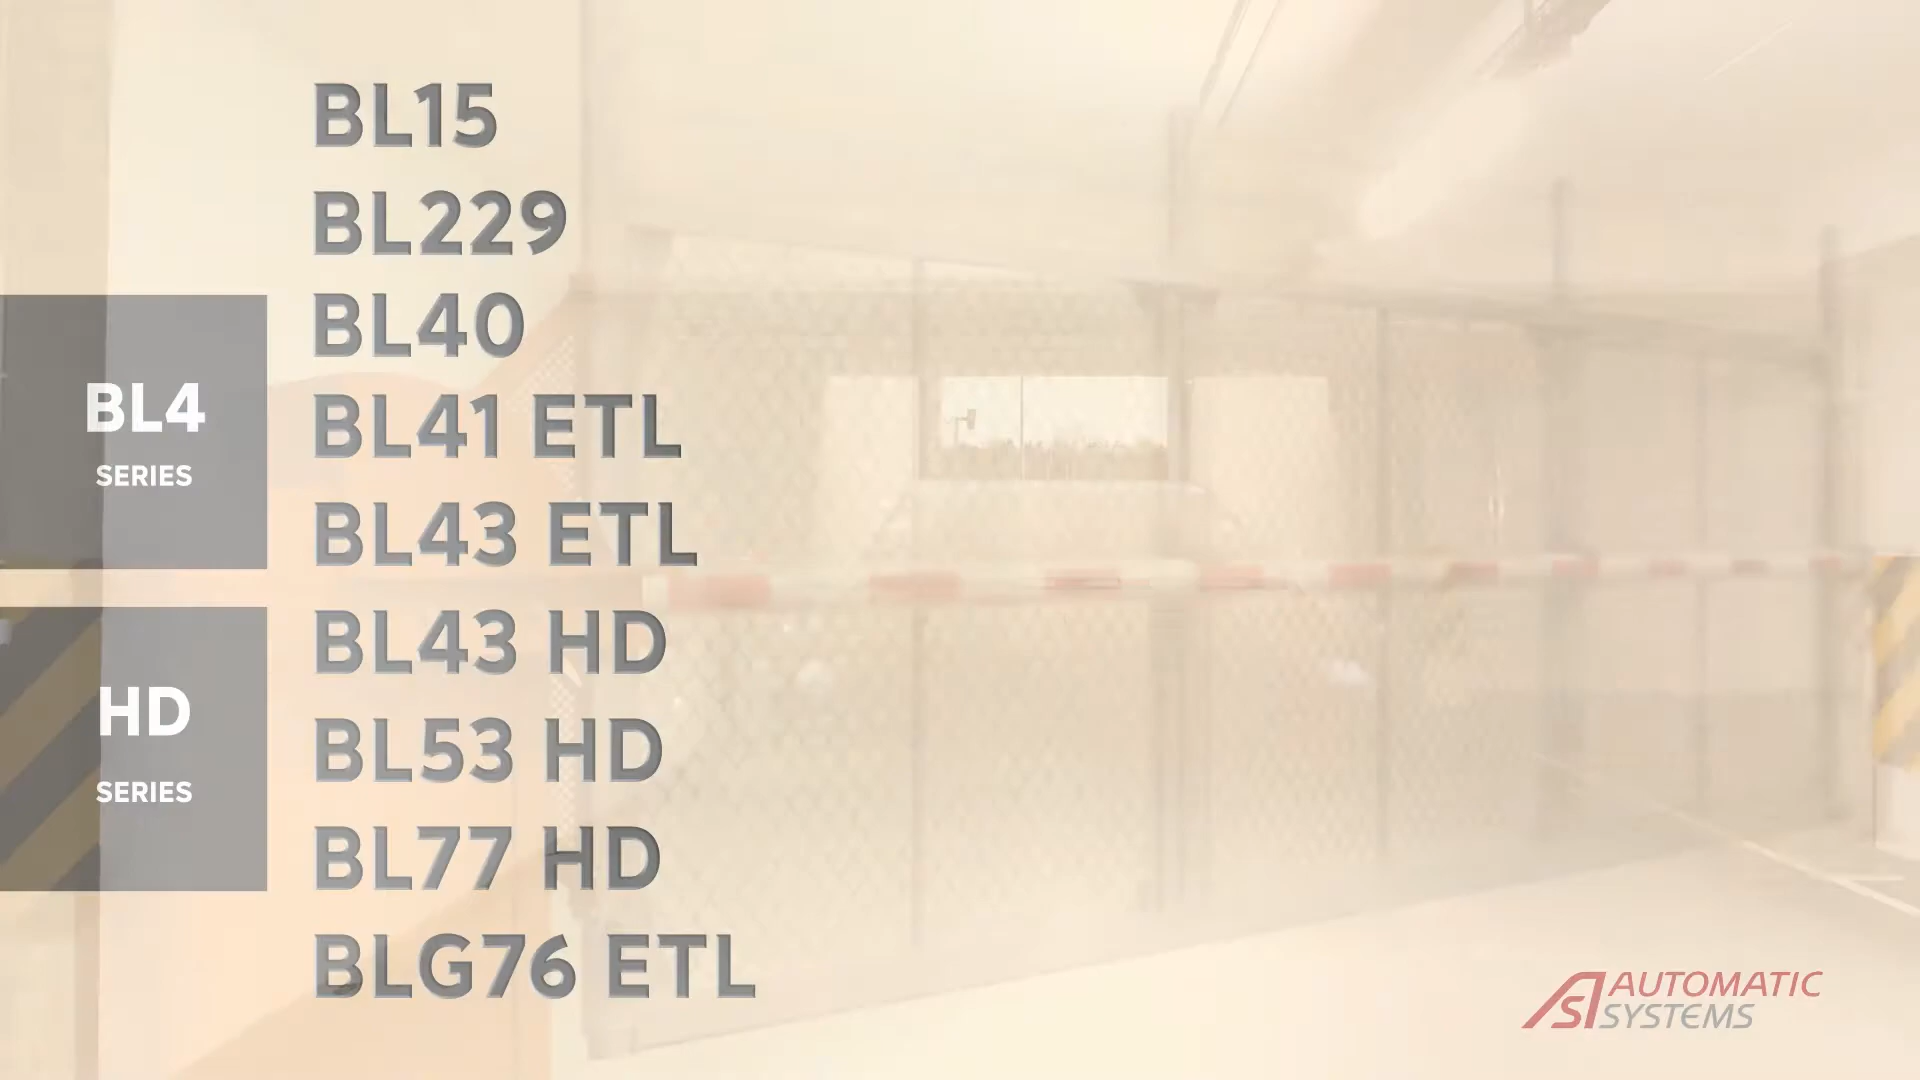 BL15
BL229
BL40
BL41 ETL
BL43 ETL
BL43 HD
BL53 HD
BL77 HD
BLG76 ETL
BL4
SERIES
HD
SERIES
AUTOMATIC
SYSTEMS